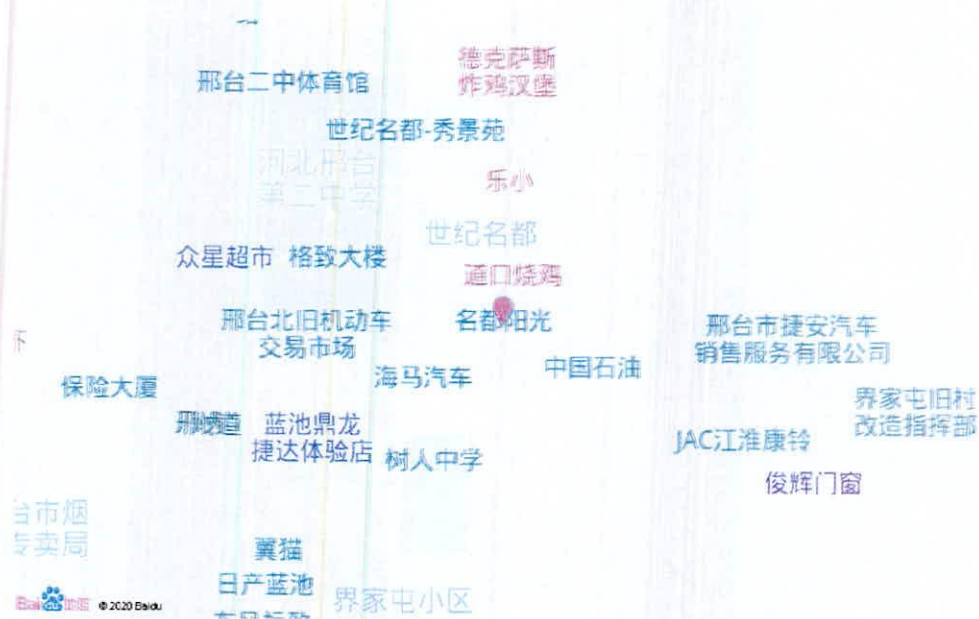 德克萨斯
炸鸡汉堡
邢台二中体育馆
世纪名都-秀景苑
河北邢台
第二中学
乐小
世纪名都
众星超市
格致大楼
道口烧鸡
邢台北旧机动车
交易市场
名都阳光
邢台市捷安汽车
销售服务有限公司
中国石油
海马汽车
保险大厦
界家屯旧村
改造指挥部
蓝池鼎龙
捷达体验店
JAC江淮康铃
树人中学
俊辉门窗
台市烟
专卖局
翼猫
日产蓝池
界家屯小区
Bai du 地图
© 2020 Baidu